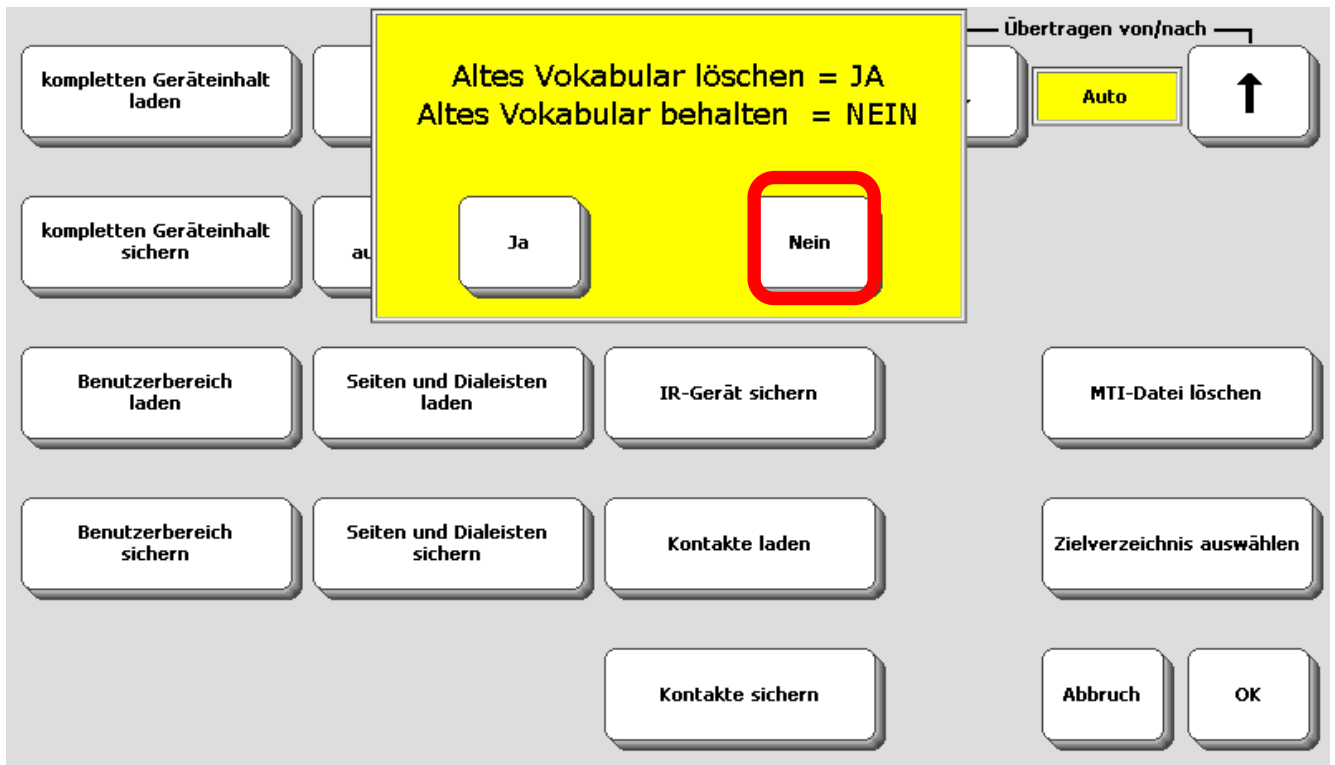 Übertragen von/nach
kompletten Geräteinhalt
laden
Altes Vokabular löschen = JA
Altes Vokabular behalten = NEIN
Auto
↑
kompletten Geräteinhalt
sichern
au
Ja
Nein
Benutzerbereich
laden
Seiten und Dialeisten
laden
IR-Gerät sichern
MTI-Datei löschen
Benutzerbereich
sichern
Seiten und Dialeisten
sichern
Kontakte laden
Zielverzeichnis auswählen
Kontakte sichern
Abbruch
OK